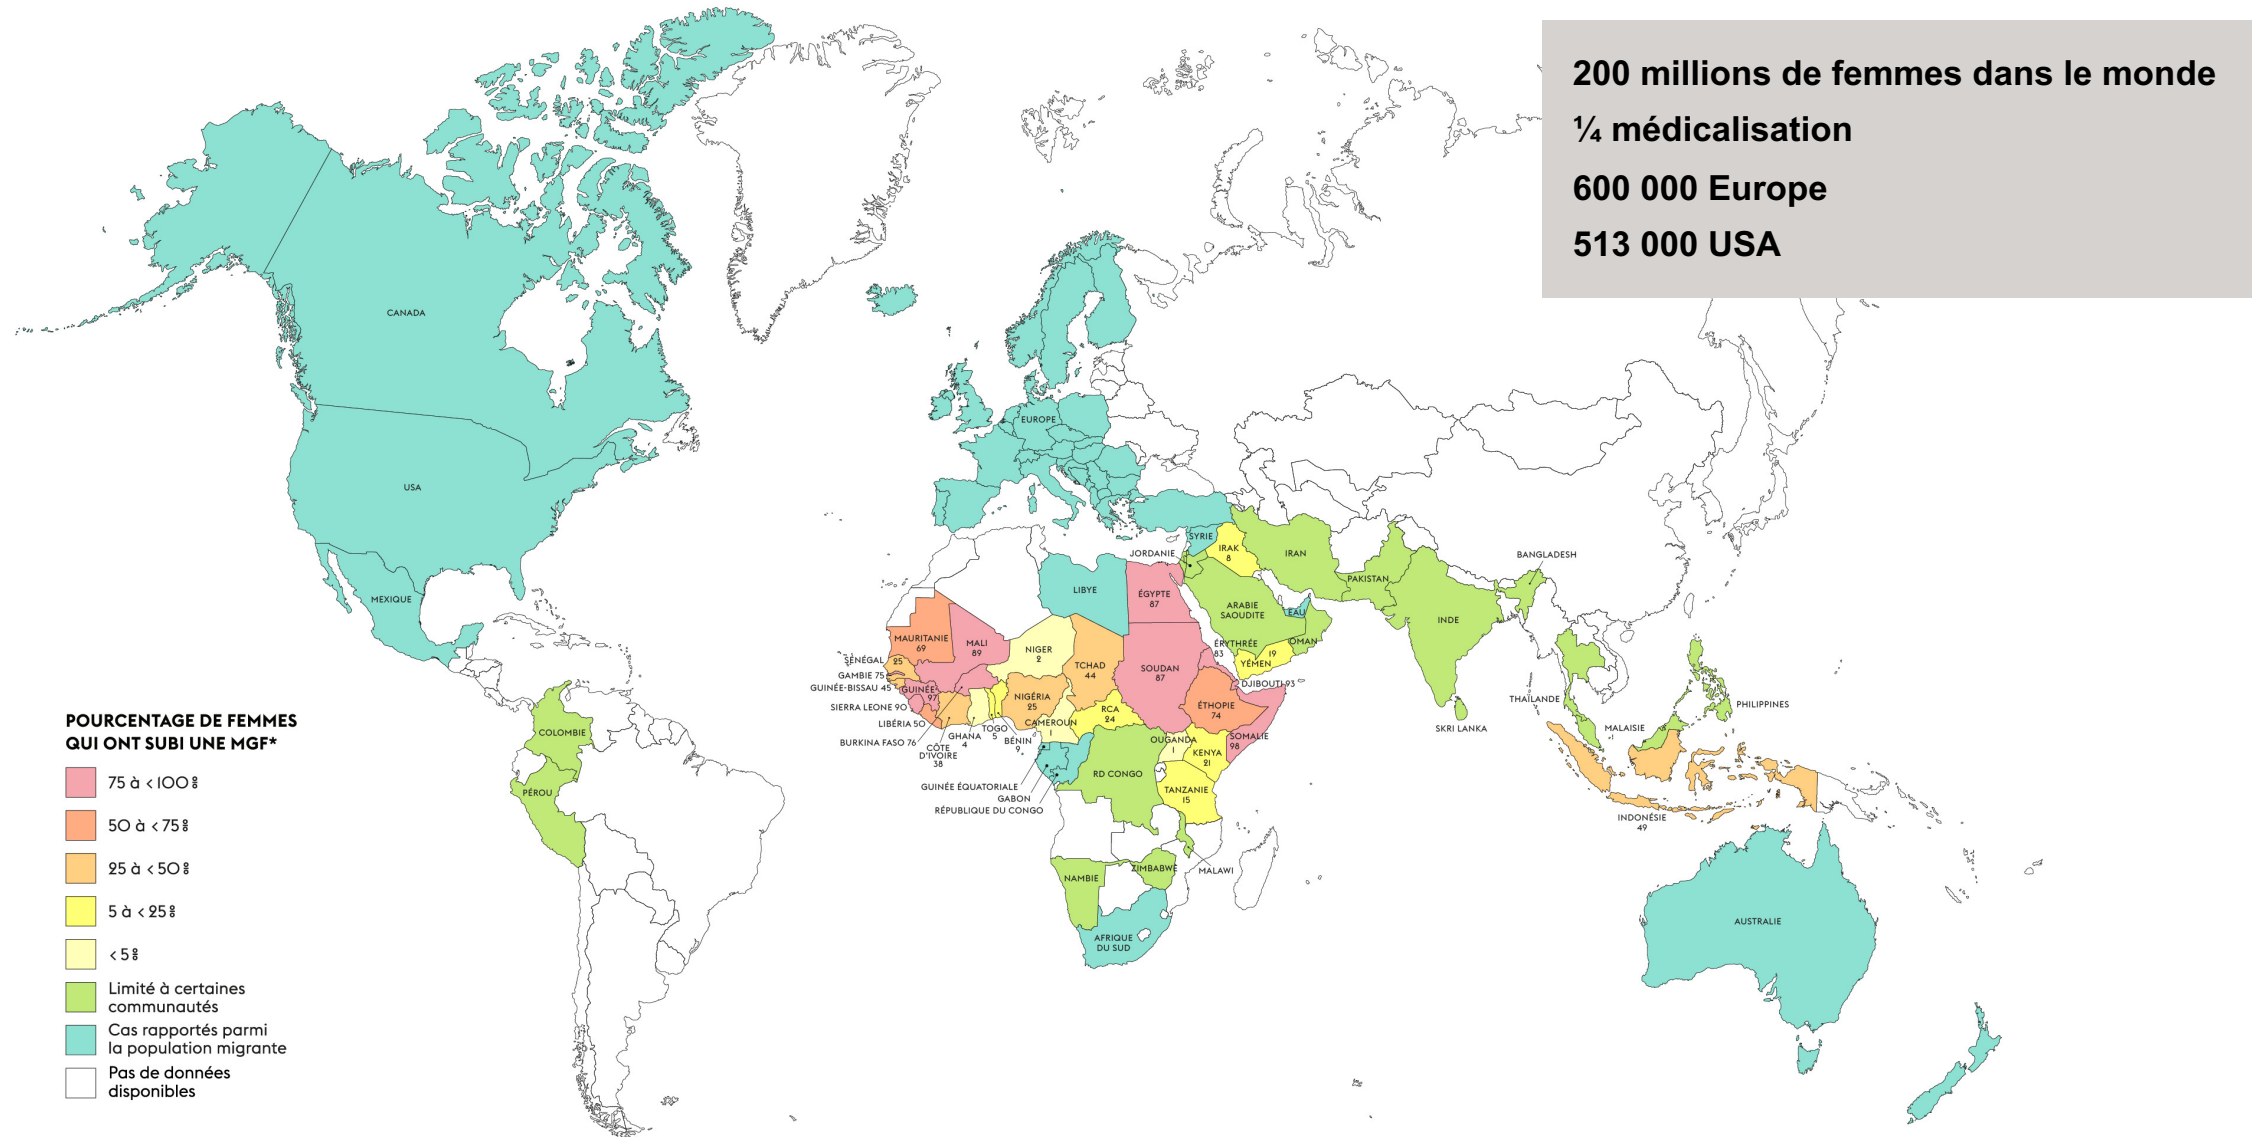 200 millions de femmes dans le monde
¼ médicalisation
600 000 Europe
513 000 USA
CANADA
USA
MEXIQUE
COLOMBIE
PÉROU
EUROPE
SYRIE
JORDANIE
IRAK
8
IRAN
PAKISTAN
BANGLADESH
LIBYE
ÉGYPTE
87
ARABIE
SAOUDITE
EAU
OMAN
INDE
MAURITANIE
69
MALI
89
NIGER
2
TCHAD
44
SOUDAN
87
ÉRYTHRÉE
83
19
YÉMEN
DJIBOUTI 93
SÉNÉGAL 25
GAMBIE 75
GUINÉE-BISSAU 45
GUINÉE
97
SIERRA LEONE 90
LIBÉRIA 50
BURKINA FASO 76
CÔTE
D'IVOIRE
38
GHANA
4
TOGO
5
BÉNIN
9
NIGÉRIA
25
CAMEROUN
1
RCA
24
ÉTHOPIE
74
SOMALIE
98
OUGANDA
1
KENYA
21
TANZANIE
15
RD CONGO
GUINÉE ÉQUATORIALE
GABON
RÉPUBLIQUE DU CONGO
NAMBIE
ZIMBABWE
MALAWI
AFRIQUE
DU SUD
SKRI LANKA
THAÏLANDE
MALAISIE
PHILIPPINES
INDONÉSIE
49
AUSTRALIE
POURCENTAGE DE FEMMES
QUI ONT SUBI UNE MGF*
75 à < 100%
50 à < 75%
25 à < 50%
5 à < 25%
< 5%
Limité à certaines
communautés
Cas rapportés parmi
la population migrante
Pas de données
disponibles